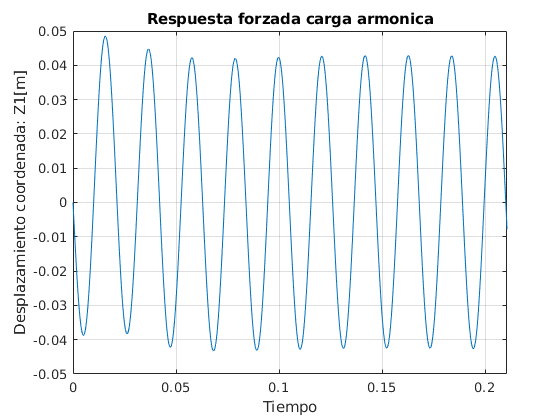 Respuesta forzada carga armonica
Desplazamiento coordenada: Z1[m]
0.05
0.04
0.03
0.02
0.01
0
-0.01
-0.02
-0.03
-0.04
-0.05
0 0.05 0.1 0.15 0.2
Tiempo